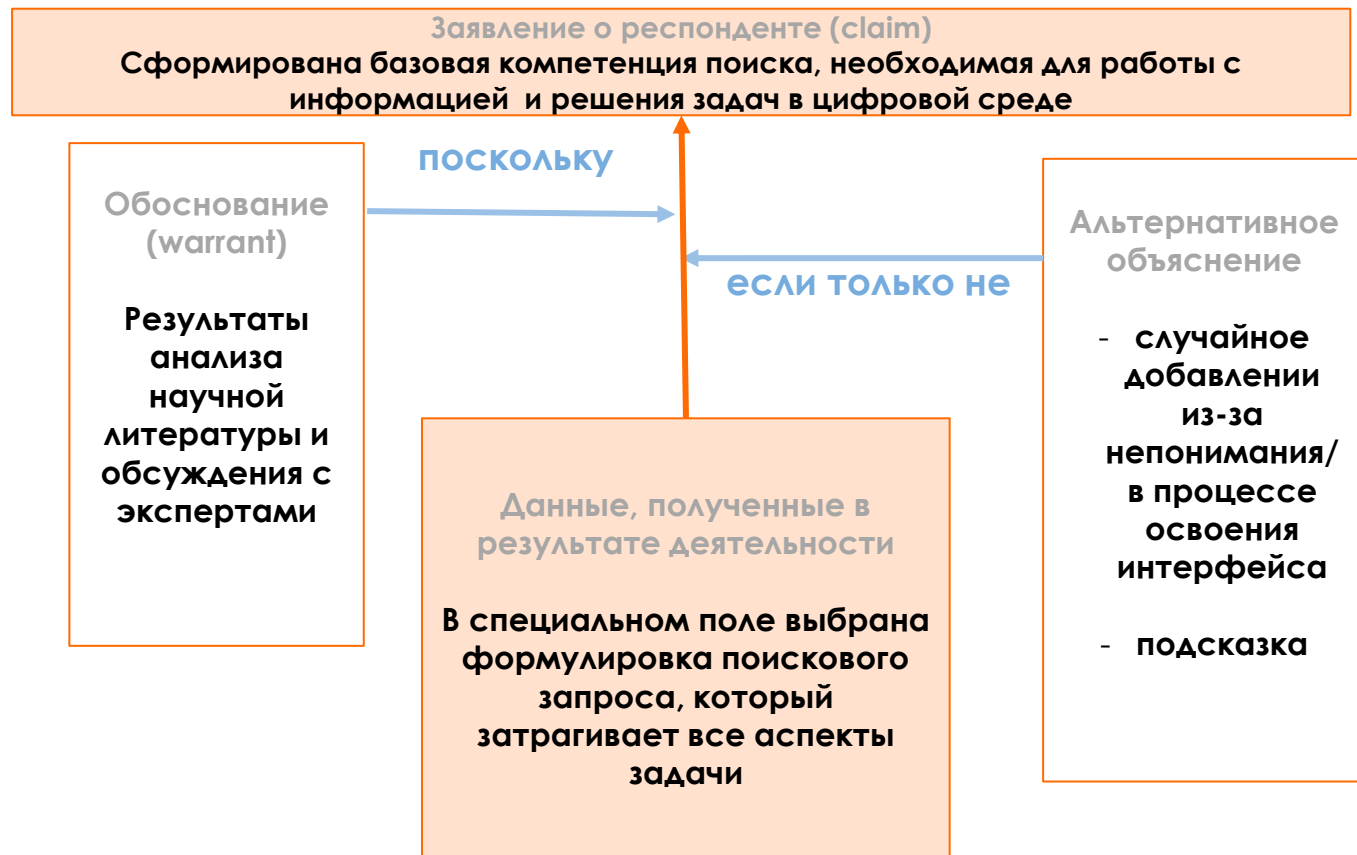 Заявление о респонденте (claim)
Сформирована базовая компетенция поиска, необходимая для работы с
информацией и решения задач в цифровой среде
поскольку
Обоснование
(warrant)
Результаты
анализа
научной
литературы и
обсуждения с
экспертами
если только не
Альтернативное
объяснение
- случайное
добавлении
из-за
непонимания/
в процессе
освоения
интерфейса
- подсказка
Данные, полученные в
результате деятельности
В специальном поле выбрана
формулировка поискового
запроса, который
затрагивает все аспекты
задачи